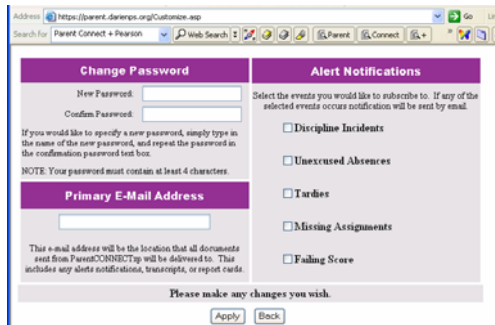 Address https://parent.darienps.org/Customize.asp Go
Search for Parent Connect + Pearson Web Search Parent Connect +
Change Password
New Password:
Confirm Password:
If you would like to specify a new password, simply type in
the name of the new password, and repeat the password in
the confirmation password text box.
NOTE: Your password must contain at least 4 characters.
Primary E-Mail Address
This e-mail address will be the location that all documents
sent from ParentCONNECTxp will be delivered to. This
includes any alerts notifications, transcripts, or report cards.
Alert Notifications
Select the events you would like to subscribe to. If any of the
selected events occurs notification will be sent by email.
Discipline Incidents
Unexcused Absences
Tardies
Missing Assignments
Failing Score
Please make any changes you wish.
Apply Back